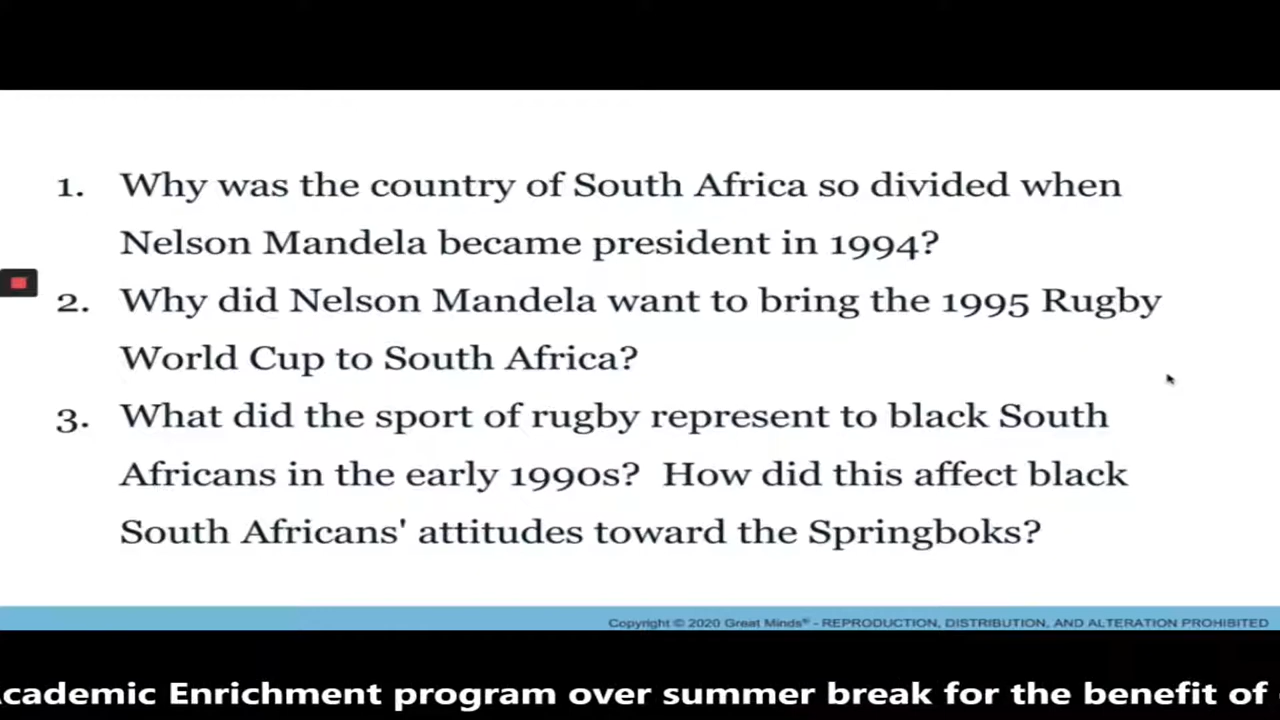 1. Why was the country of South Africa so divided when
Nelson Mandela became president in 1994?
2. Why did Nelson Mandela want to bring the 1995 Rugby
World Cup to South Africa?
3. What did the sport of rugby represent to black South
Africans in the early 1990s? How did this affect black
South Africans' attitudes toward the Springboks?
Copyright © 2020 Great Minds® - REPRODUCTION, DISTRIBUTION, AND ALTERATION PROHIBITED
cademic Enrichment program over summer break for the benefit of